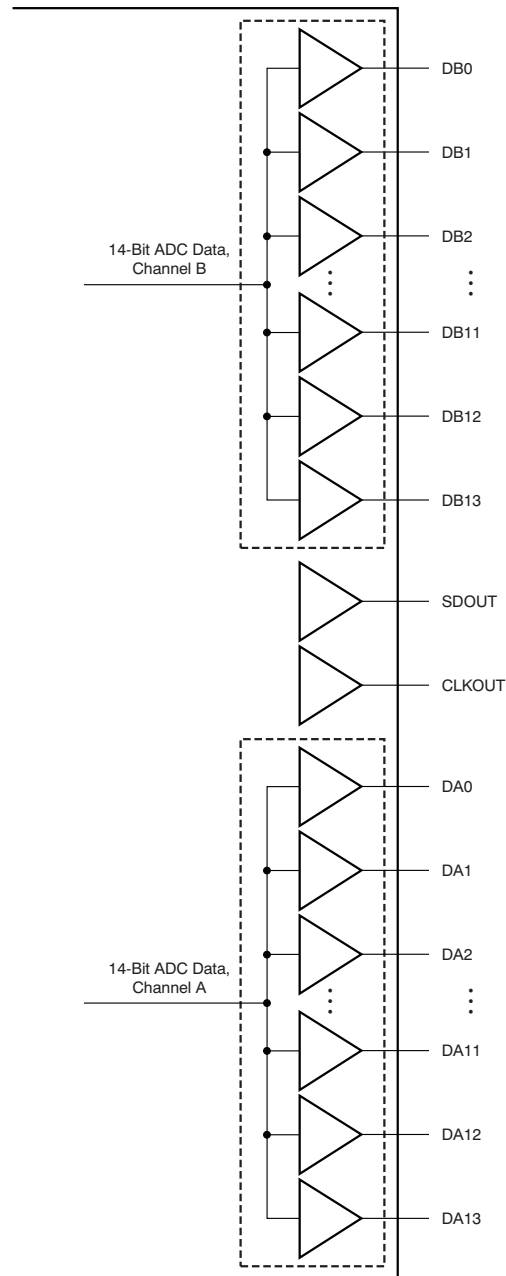 DB0
DB1
DB2
14-Bit ADC Data,
Channel B
DB11
DB12
DB13
SDOUT
CLKOUT
DA0
DA1
DA2
14-Bit ADC Data,
Channel A
DA11
DA12
DA13